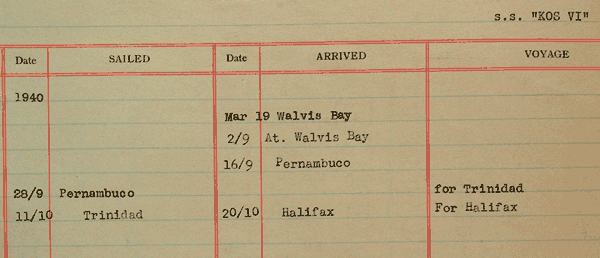 s.s. "KOS VI"
Date SAILED Date ARRIVED VOYAGE
1940
Mar 19 Walvis Bay
2/9 At. Walvis Bay
16/9 Pernambuco
28/9 Pernambuco for Trinidad
11/10 Trinidad 20/10 Halifax For Halifax